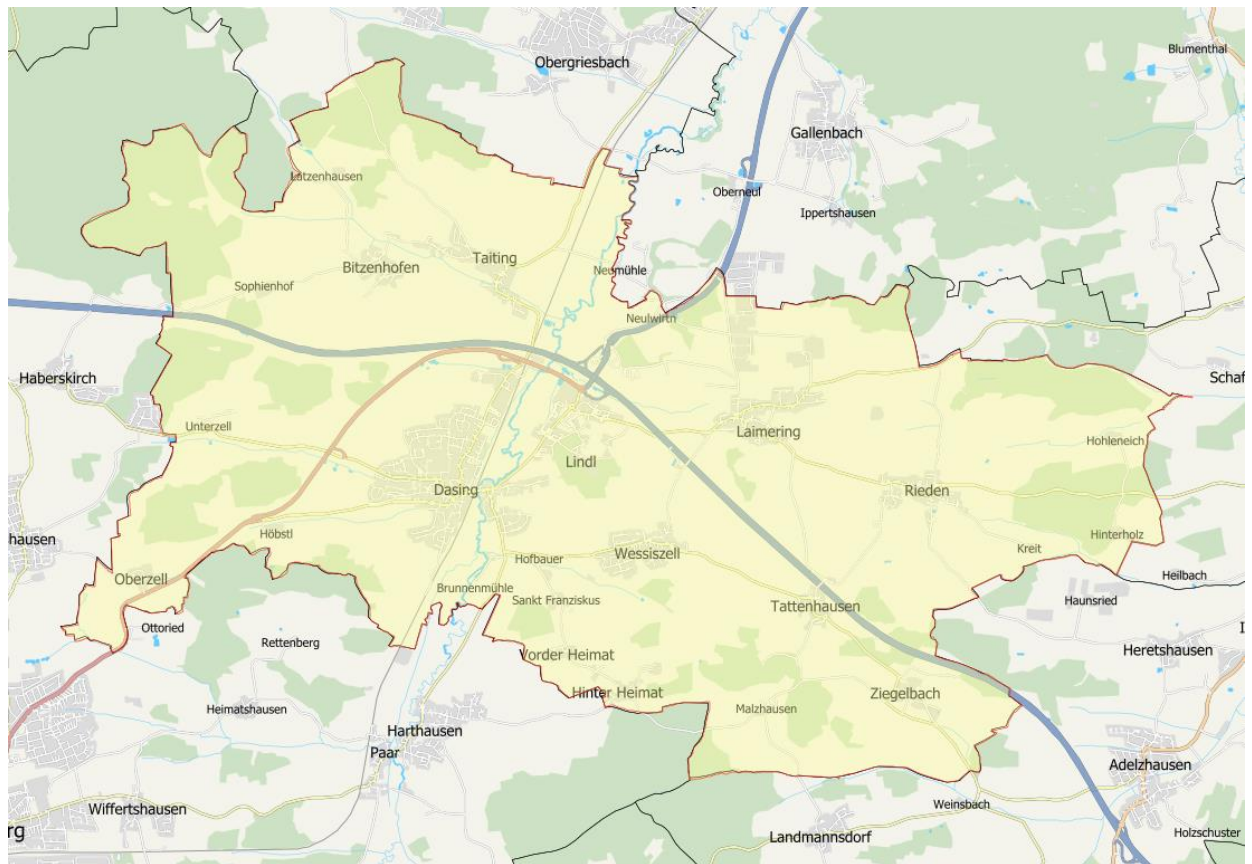 Blumenthal
Obergriesbach
Gallenbach
Latzenhausen
Oberneul
Ippertshausen
Taiting
Bitzenhofen
Neumühle
Sophienhof
Neulwirth
Haberskirch
Schaf
Unterzell
Laimering
Hohleneich
Lindl
Dasing
Rieden
Höbstl
Hinterholz
hausen
Wessiszell
Kreit
Hofbauer
Oberzell
Brunnenmühle
Heilbach
Sankt Franziskus
Tattenhausen
Haunsried
Ottoried
Rettenberg
Heretshausen
Vorder Heimat
Hinter Heimat
Ziegelbach
Heimatshausen
Malzhausen
Harthausen
Paar
Adelzhausen
Wiffertshausen
Weinsbach
rg
Landmannsdorf
Holzschuster